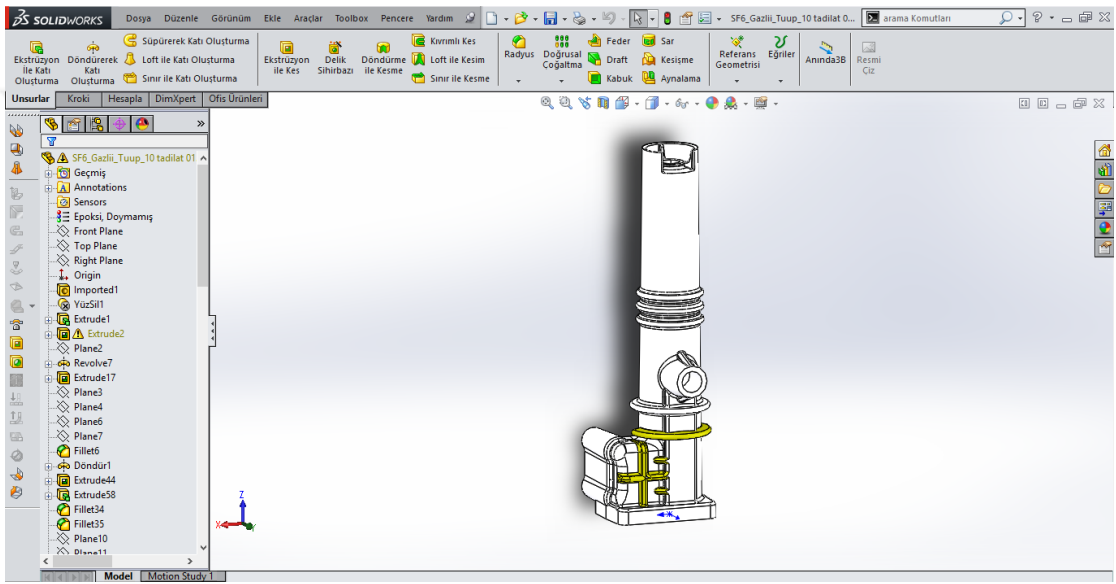 SOLIDWORKS Dosya Düzenle Görünüm Ekle Araçlar Toolbox Pencere Yardım SF6_Gazlii_Tuup_10 tadilat 0... arama Komutları
Ekstrüzyon İle Katı Oluşturma
Döndürerek Katı Oluşturma
Süpürerek Katı Oluşturma
Loft ile Katı Oluşturma
Sınır ile Katı Oluşturma
Ekstrüzyon ile Kes
Delik Sihirbazı
Döndürme ile Kesme
Kıvrımlı Kes
Loft ile Kesim
Sınır ile Kesme
Radyus
Doğrusal Çoğaltma
Feder
Draft
Kabuk
Sar
Kesişme
Aynalama
Referans Geometrisi
Eğriler
Anında3B
Resmi Çiz
Unsurlar Kroki Hesapla DimXpert Ofis Ürünleri
SF6_Gazlii_Tuup_10 tadilat 01
Geçmiş
Annotations
Sensors
Epoksi, Doymamış
Front Plane
Top Plane
Right Plane
Origin
Imported1
YüzSil1
Extrude1
Extrude2
Plane2
Revolve7
Extrude17
Plane3
Plane4
Plane6
Plane7
Fillet6
Döndür1
Extrude44
Extrude58
Fillet34
Fillet35
Plane10
Plane11
Z
X
Y
Model Motion Study 1